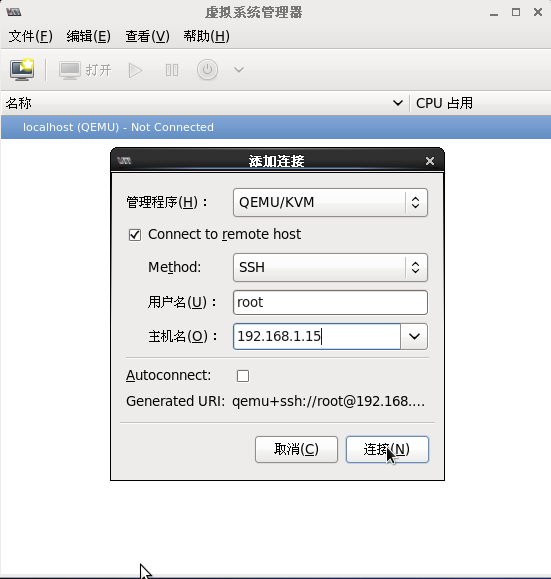 虚拟系统管理器
文件(F) 编辑(E) 查看(V) 帮助(H)
打开
名称 CPU 占用
localhost (QEMU) - Not Connected
添加连接
管理程序(H)： QEMU/KVM
Connect to remote host
Method: SSH
用户名(U)： root
主机名(O)： 192.168.1.15
Autoconnect:
Generated URI: qemu+ssh://root@192.168....
取消(C) 连接(N)